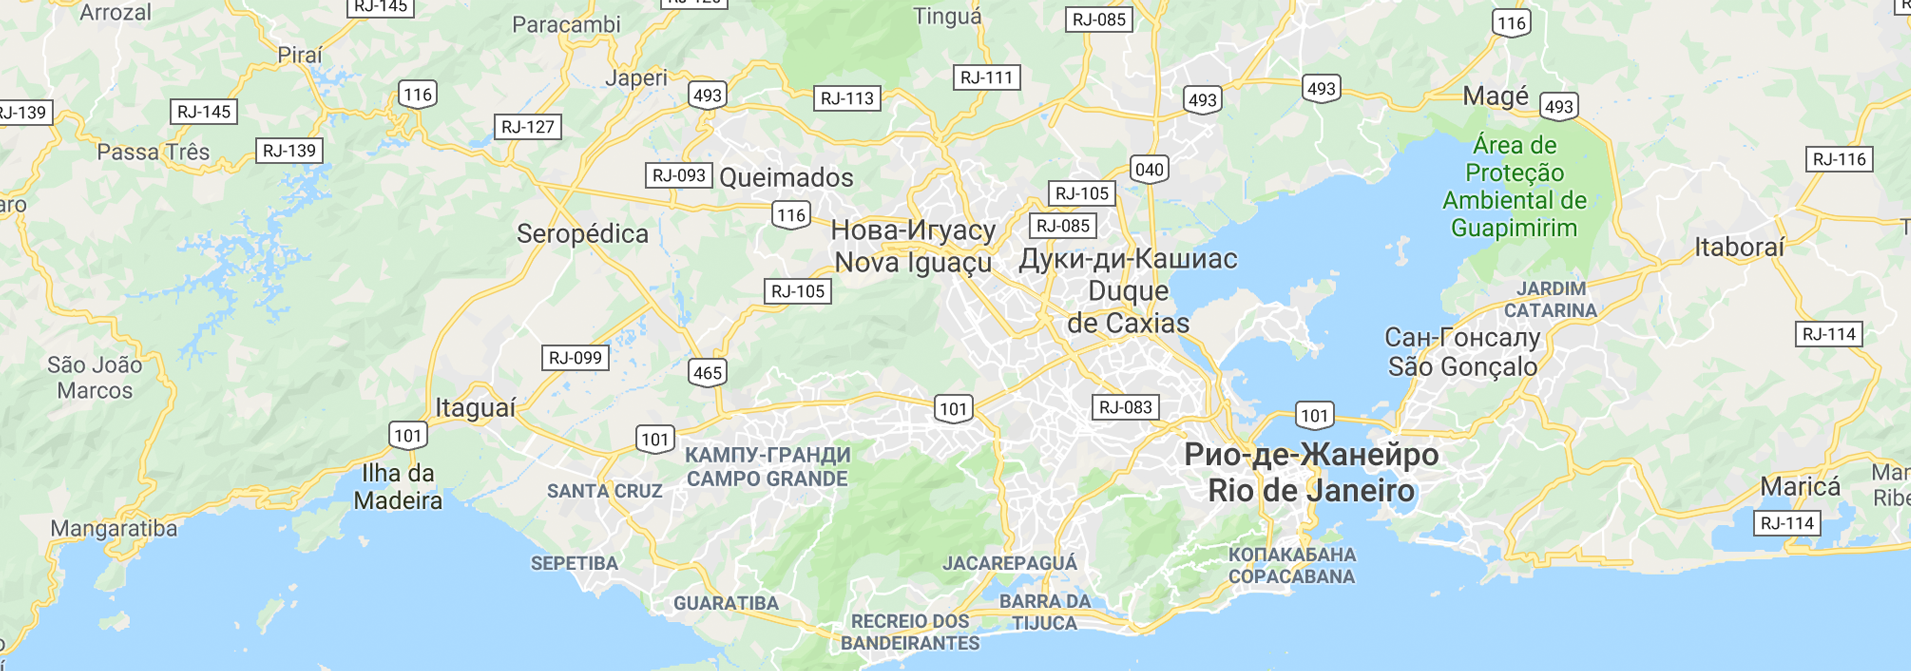 Arrozal
RJ-145
Paracambi
Tinguá
RJ-085
116
Piraí
Japeri
RJ-111
116
493
RJ-113
493
493
Magé
493
RJ-139
RJ-145
RJ-127
Passa Três
RJ-139
Área de
Proteção
Ambiental de
Guapimirim
RJ-116
RJ-093
Queimados
040
RJ-105
116
RJ-085
Seropédica
Нова-Игуасу
Nova Iguaçu
Дуки-ди-Кашиас
Duque
de Caxias
Itaboraí
RJ-105
JARDIM
CATARINA
RJ-114
Сан-Гонсалу
São Gonçalo
RJ-099
São João
Marcos
465
Itaguaí
101
RJ-083
101
101
101
КАМПУ-ГРАНДИ
CAMPO GRANDE
Рио-де-Жанейро
Rio de Janeiro
Ilha da
Madeira
SANTA CRUZ
Maricá
Mangaratiba
RJ-114
SEPETIBA
JACAREPAGUÁ
КОПАКАБАНА
COPACABANA
GUARATIBA
BARRA DA
TIJUCA
RECREIO DOS
BANDEIRANTES